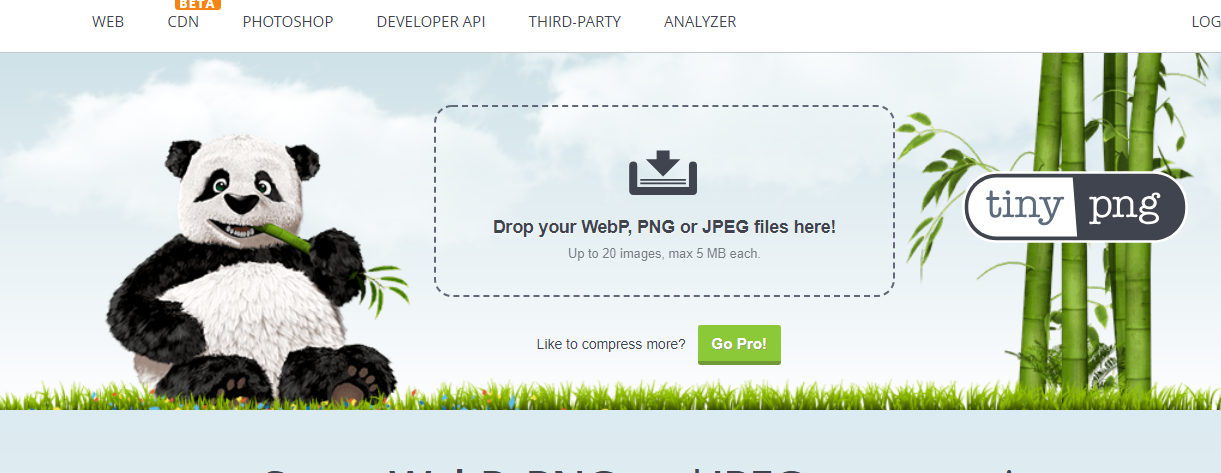 BETA
WEB CDN PHOTOSHOP DEVELOPER API THIRD-PARTY ANALYZER LOG
tiny png
Drop your WebP, PNG or JPEG files here!
Up to 20 images, max 5 MB each.
Like to compress more? Go Pro!